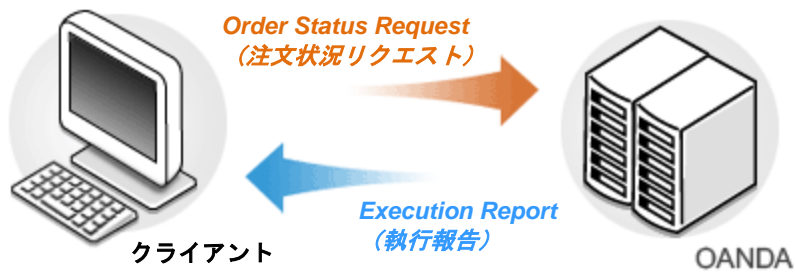 Order Status Request
（注文状況リクエスト）
Execution Report
（執行報告）
クライアント
OANDA